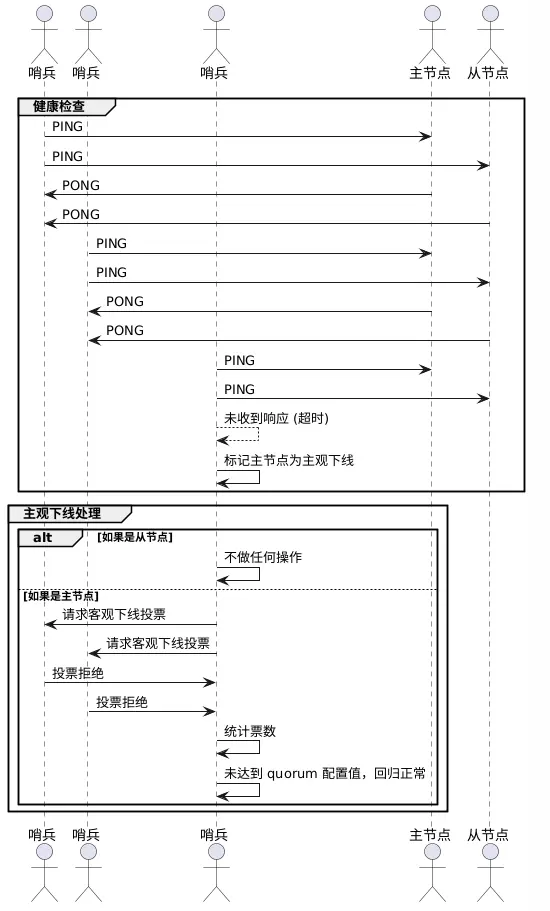 哨兵 哨兵 哨兵 主节点 从节点
健康检查
PING
PING
PONG
PONG
PING
PING
PONG
PONG
PING
PING
未收到响应 (超时)
标记主节点为主观下线
主观下线处理
alt [如果是从节点]
不做任何操作
[如果是主节点]
请求客观下线投票
请求客观下线投票
投票拒绝
投票拒绝
统计票数
未达到 quorum 配置值，回归正常
哨兵 哨兵 哨兵 主节点 从节点